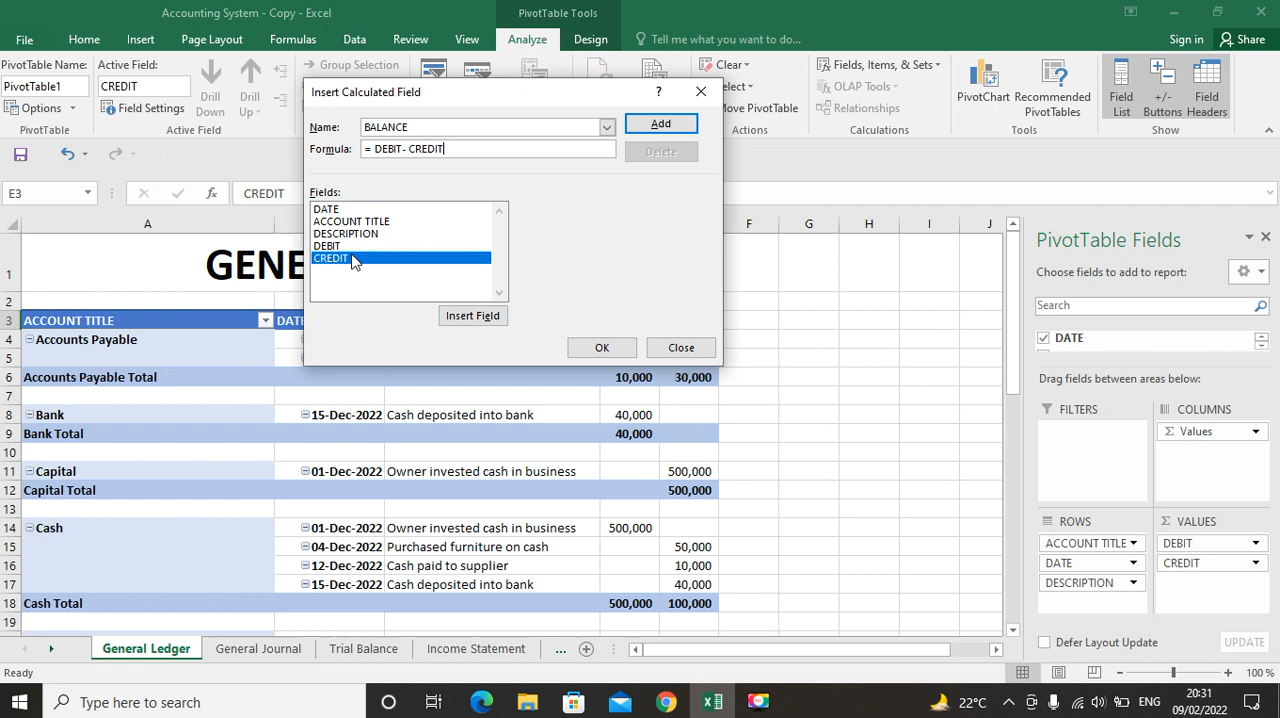 Accounting System - Copy - Excel
PivotTable Tools
File
Home
Insert
Page Layout
Formulas
Data
Review
View
Analyze
Design
Tell me what you want to do...
Sign in
Share
PivotTable Name:
PivotTable1
Options
PivotTable
Active Field:
CREDIT
Field Settings
Drill Down
Drill Up
Active Field
Group Selection
Clear
Move PivotTable
Actions
Fields, Items, & Sets
OLAP Tools
Relationships
Calculations
PivotChart
Recommended PivotTables
Tools
Field List
+/- Buttons
Field Headers
Show
Undo
E3
CREDIT
Insert Calculated Field
Name:
BALANCE
Add
Formula:
= DEBIT- CREDIT
Delete
Fields:
DATE
ACCOUNT TITLE
DESCRIPTION
DEBIT
CREDIT
Insert Field
OK
Close
A F G H I J
1 GENE
2
3 ACCOUNT TITLE DATE
4 Accounts Payable
5
6 Accounts Payable Total 10,000 30,000
7
8 Bank 15-Dec-2022 Cash deposited into bank 40,000
9 Bank Total 40,000
10
11 Capital 01-Dec-2022 Owner invested cash in business 500,000
12 Capital Total 500,000
13
14 Cash 01-Dec-2022 Owner invested cash in business 500,000
15 04-Dec-2022 Purchased furniture on cash 50,000
16 12-Dec-2022 Cash paid to supplier 10,000
17 15-Dec-2022 Cash deposited into bank 40,000
18 Cash Total 500,000 100,000
19
PivotTable Fields
Choose fields to add to report:
Search
DATE
Drag fields between areas below:
FILTERS
COLUMNS
Σ Values
ROWS
ACCOUNT TITLE
DATE
DESCRIPTION
Σ VALUES
DEBIT
CREDIT
Defer Layout Update
UPDATE
General Ledger
General Journal
Trial Balance
Income Statement
...
Ready
100 %
Type here to search
22°C
ENG
20:31
09/02/2022